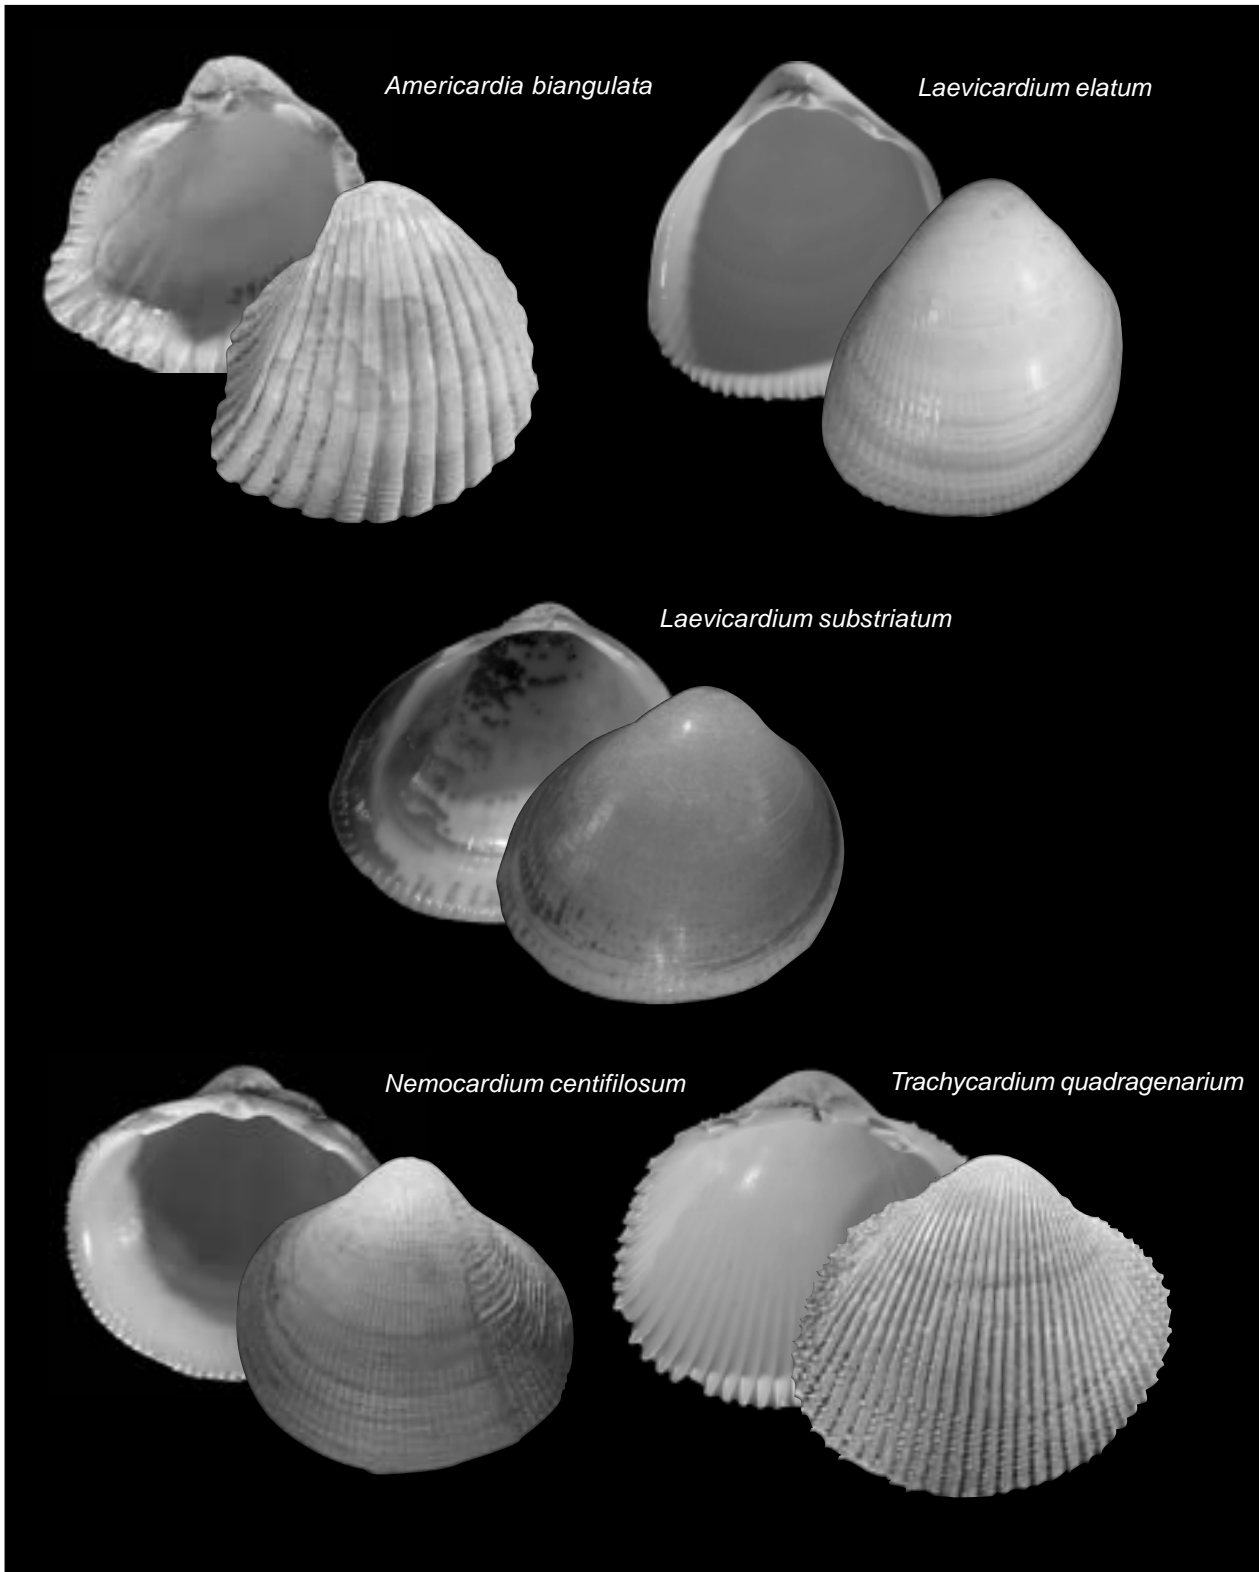 Americardia biangulata
Laevicardium elatum
Laevicardium substriatum
Nemocardium centifilosum
Trachycardium quadragenarium